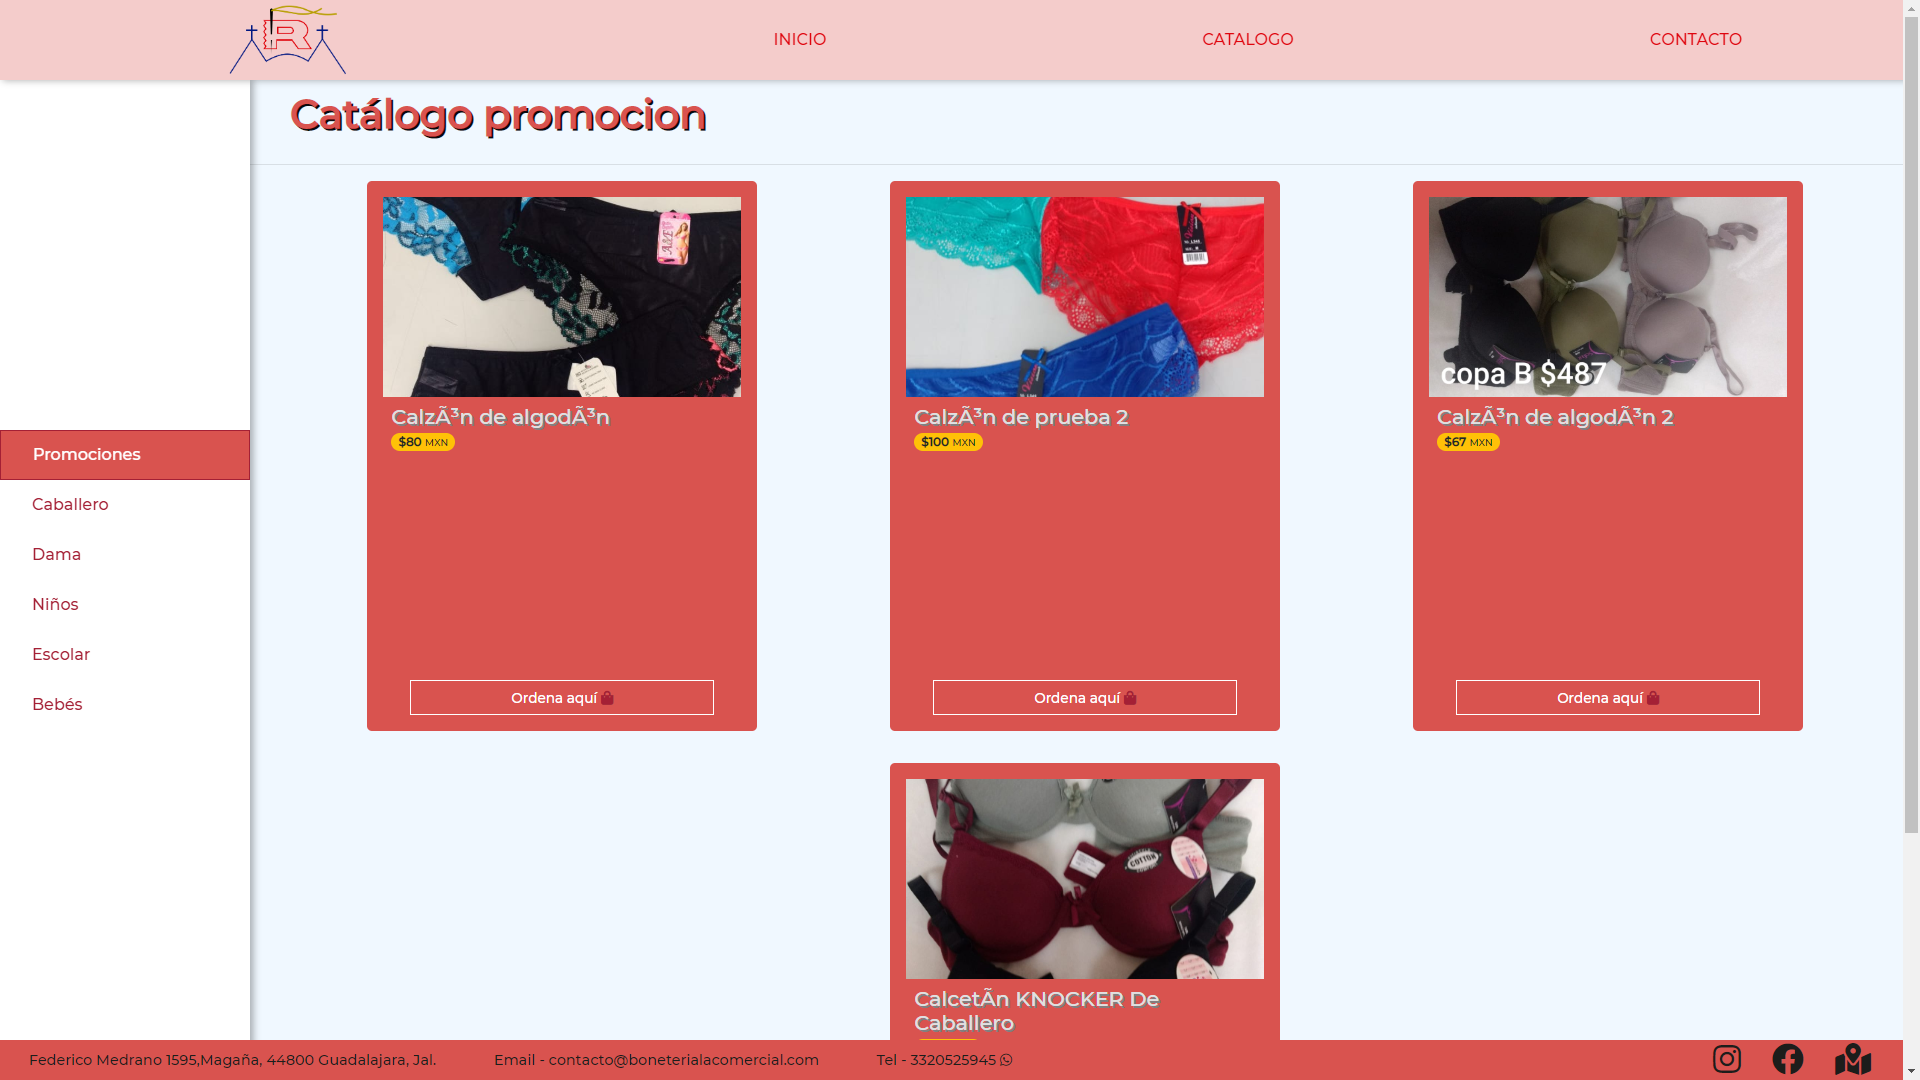 R
INICIO
CATALOGO
CONTACTO
Catálogo promocion
Promociones
Caballero
Dama
Niños
Escolar
Bebés
A&E
CalzÃ³n de algodÃ³n
$80 MXN
Ordena aquí
CalzÃ³n de prueba 2
$100 MXN
Ordena aquí
copa B $487
CalzÃ³n de algodÃ³n 2
$67 MXN
Ordena aquí
COTTON
CalcetÃ­n KNOCKER De
Caballero
Federico Medrano 1595,Magaña, 44800 Guadalajara, Jal.
Email - contacto@boneterialacomercial.com
Tel - 3320525945